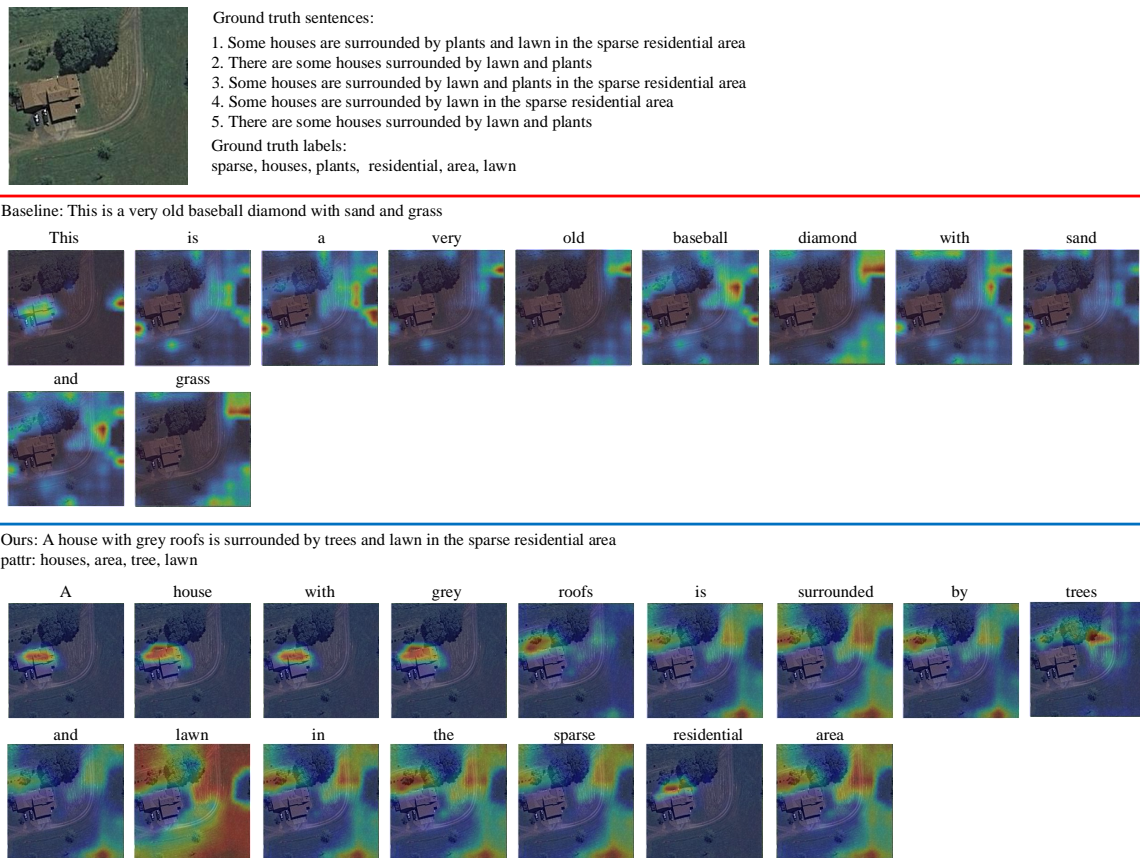 Ground truth sentences:
1. Some houses are surrounded by plants and lawn in the sparse residential area
2. There are some houses surrounded by lawn and plants
3. Some houses are surrounded by lawn and plants in the sparse residential area
4. Some houses are surrounded by lawn in the sparse residential area
5. There are some houses surrounded by lawn and plants
Ground truth labels:
sparse, houses, plants, residential, area, lawn
Baseline: This is a very old baseball diamond with sand and grass
This is a very old baseball diamond with sand
and grass
Ours: A house with grey roofs is surrounded by trees and lawn in the sparse residential area
pattr: houses, area, tree, lawn
A house with grey roofs is surrounded by trees
and lawn in the sparse residential area